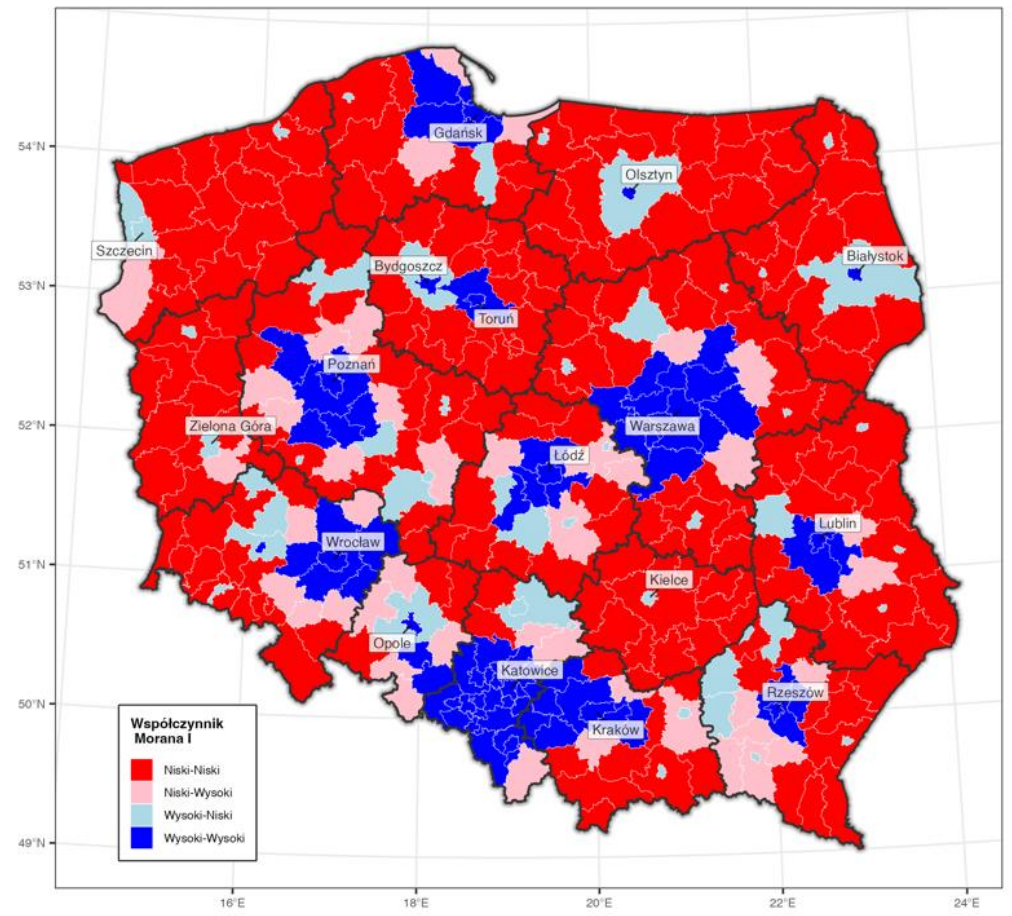 54°N
53°N
52°N
51°N
50°N
49°N
Gdańsk
Olsztyn
Szczecin
Bydgoszcz
Białystok
Toruń
Poznań
Zielona Góra
Warszawa
Łódź
Wrocław
Lublin
Kielce
Opole
Katowice
Rzeszów
Kraków
Współczynnik
Morana I
Niski-Niski
Niski-Wysoki
Wysoki-Niski
Wysoki-Wysoki
16°E
18°E
20°E
22°E
24°E